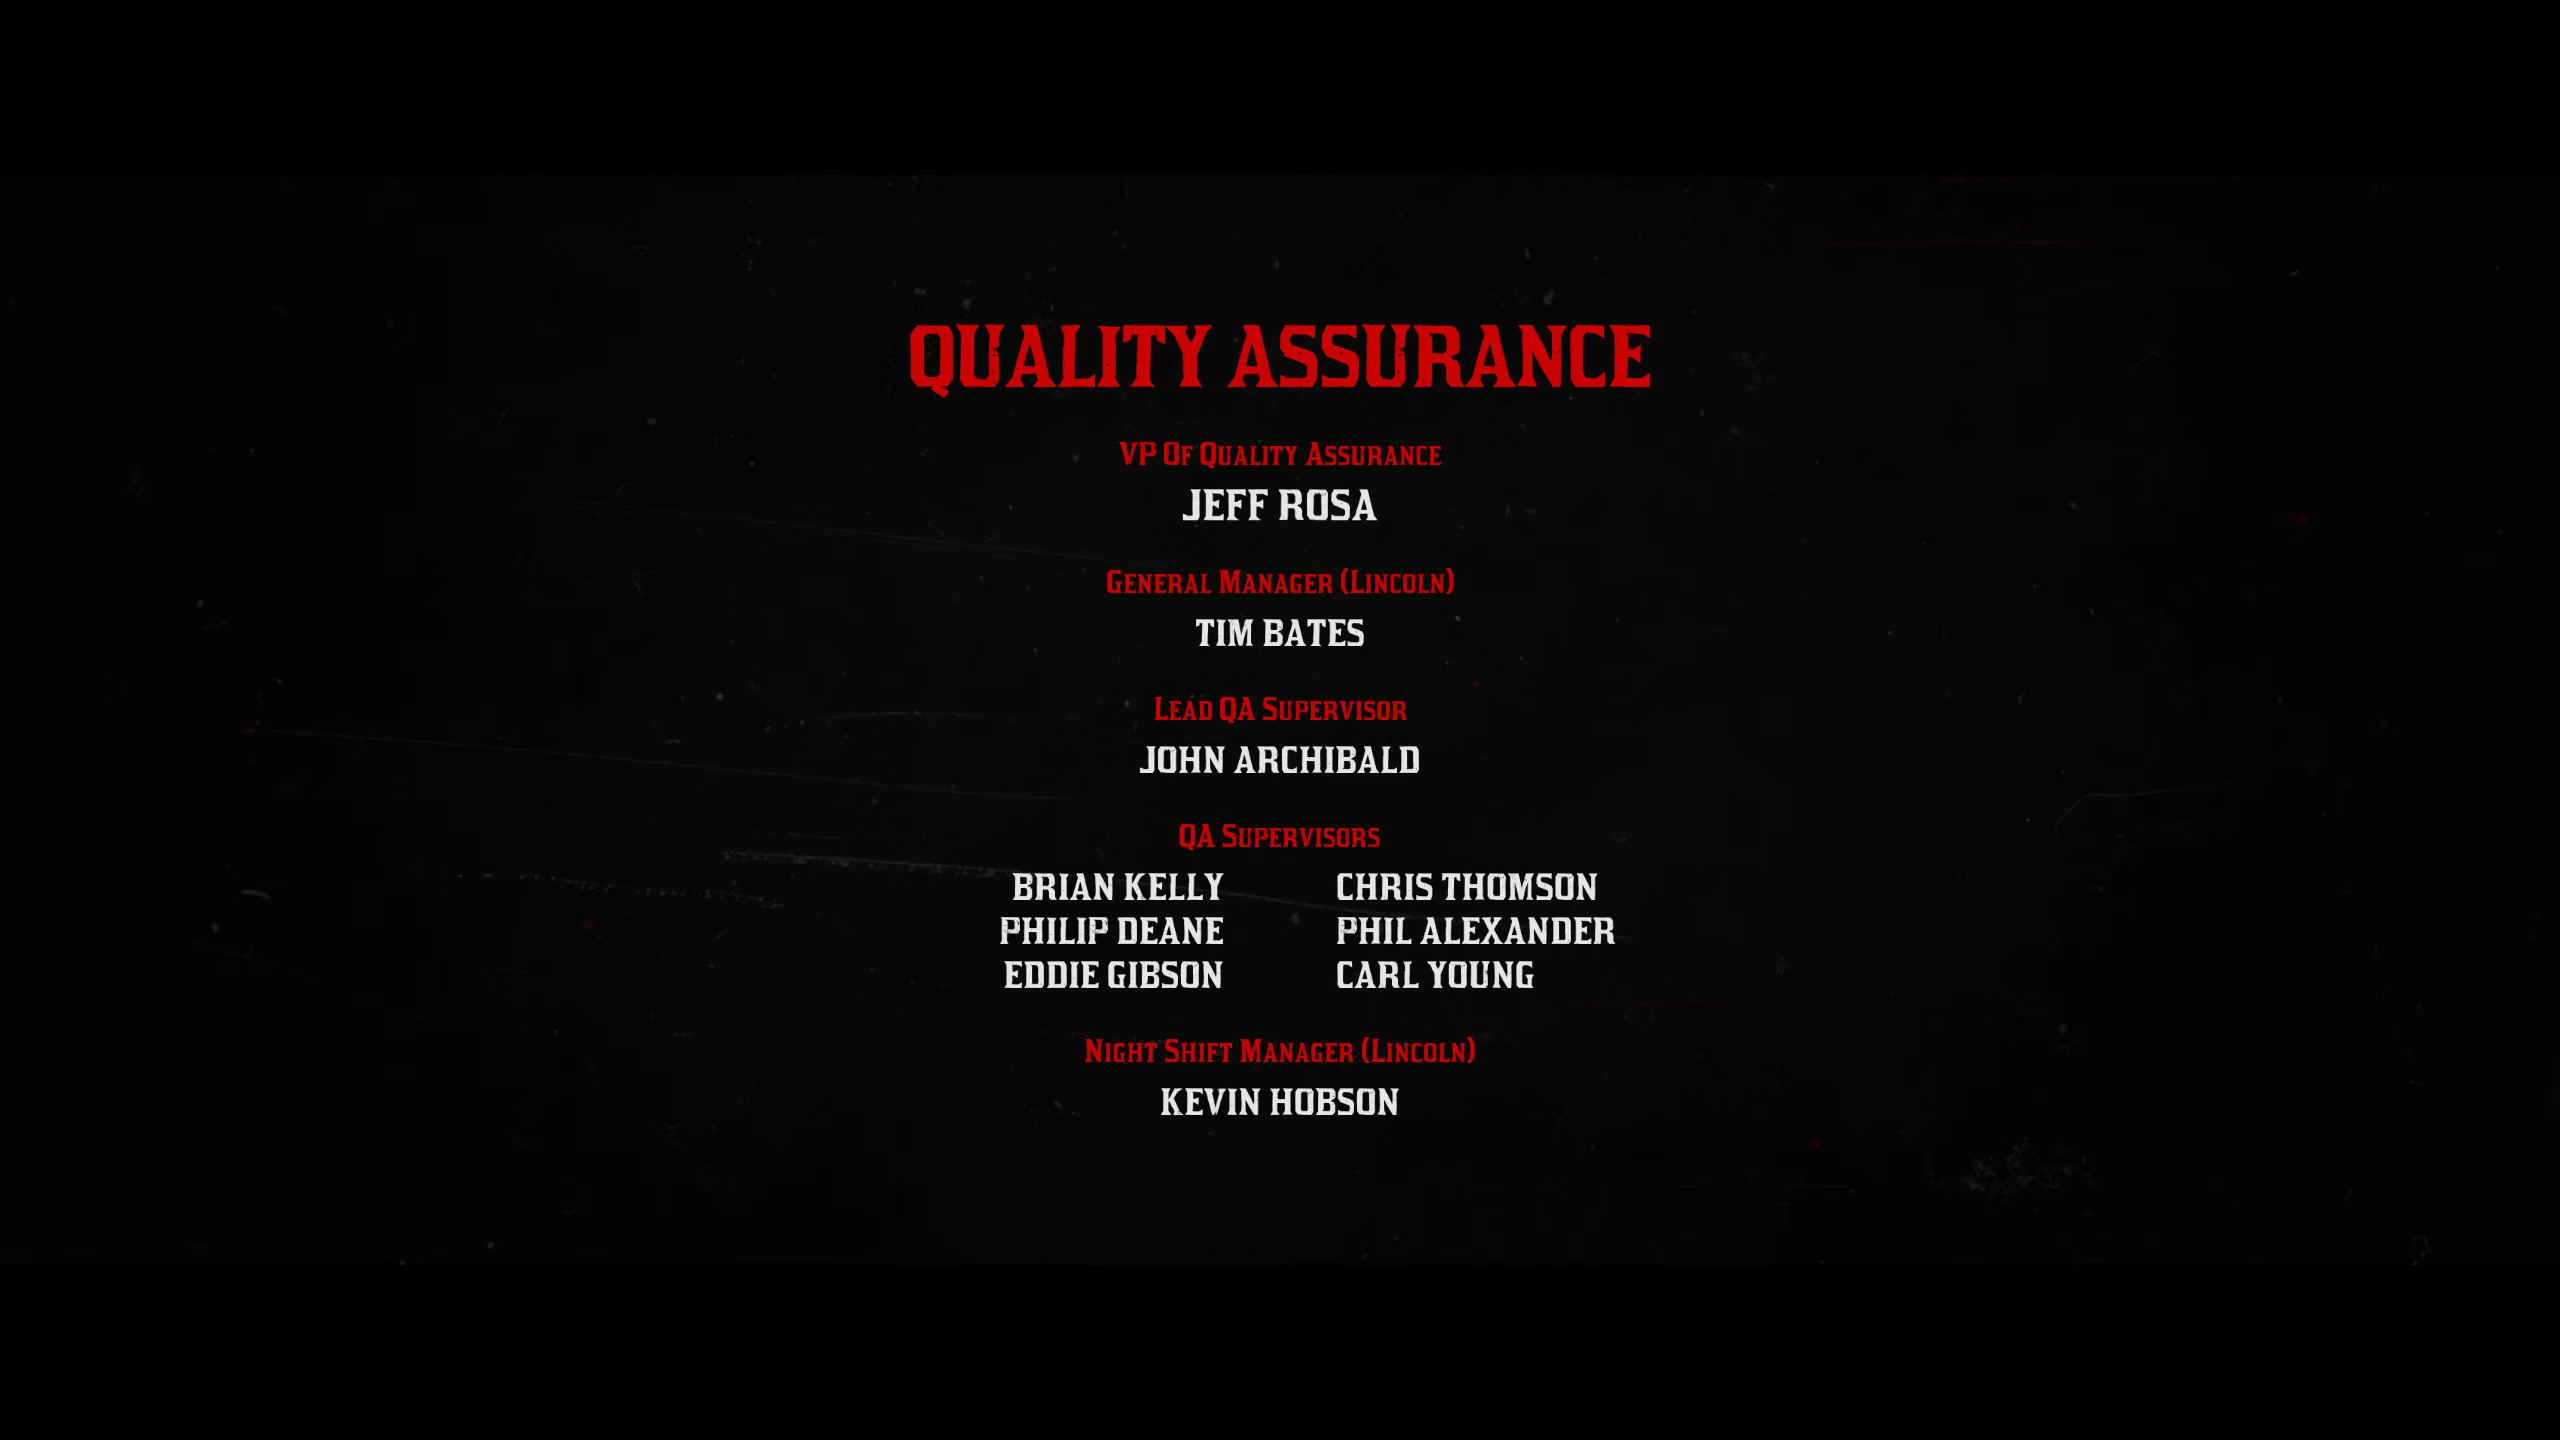 QUALITY ASSURANCE
VP OF QUALITY ASSURANCE
JEFF ROSA
GENERAL MANAGER (LINCOLN)
TIM BATES
LEAD QA SUPERVISOR
JOHN ARCHIBALD
QA SUPERVISORS
BRIAN KELLY CHRIS THOMSON
PHILIP DEANE PHIL ALEXANDER
EDDIE GIBSON CARL YOUNG
NIGHT SHIFT MANAGER (LINCOLN)
KEVIN HOBSON